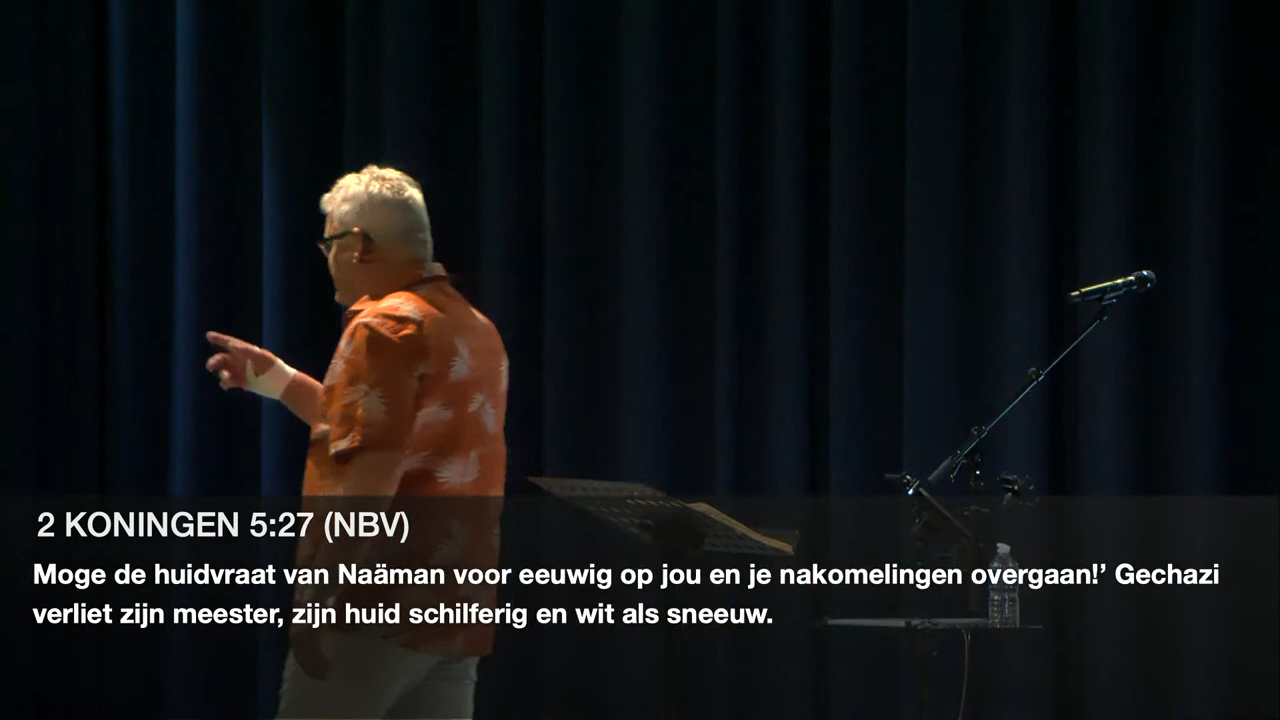 2 KONINGEN 5:27 (NBV)
Moge de huidvraat van Naäman voor eeuwig op jou en je nakomelingen overgaan!’ Gechazi
verliet zijn meester, zijn huid schilferig en wit als sneeuw.